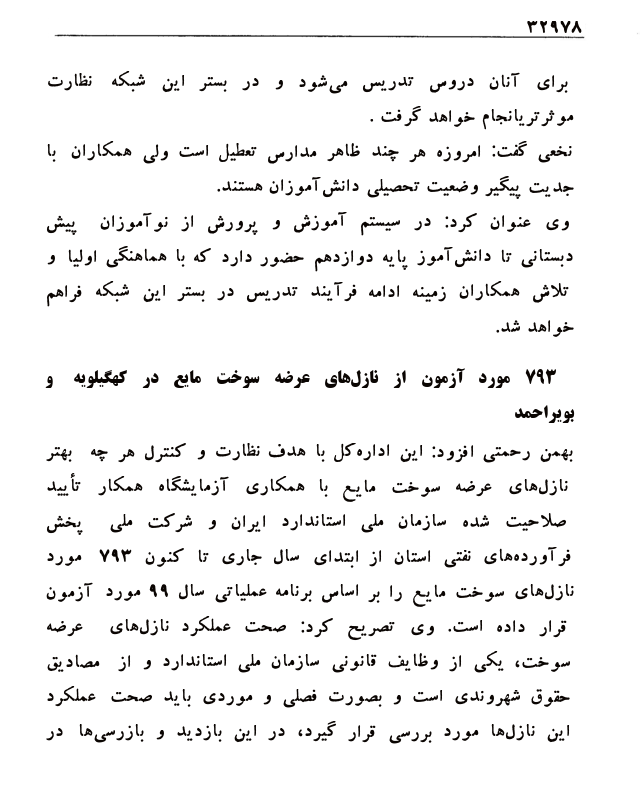 ۳۲۹۷۸
برای آنان دروس تدریس می‌شود و در بستر این شبکه نظارت
موثرتریانجام خواهد گرفت .
نخعی گفت: امروزه هر چند ظاهر مدارس تعطیل است ولی همکاران با
جدیت پیگیر وضعیت تحصیلی دانش‌آموزان هستند.
وی عنوان کرد: در سیستم آموزش و پرورش از نوآموزان پیش
دبستانی تا دانش‌آموز پایه دوازدهم حضور دارد که با هماهنگی اولیا و
تلاش همکاران زمینه ادامه فرآیند تدریس در بستر این شبکه فراهم
خواهد شد.
۷۹۳ مورد آزمون از نازل‌های عرضه سوخت مایع در کهگیلویه و
بویراحمد
بهمن رحمتی افزود: این اداره‌کل با هدف نظارت و کنترل هر چه بهتر
نازل‌های عرضه سوخت مایع با همکاری آزمایشگاه همکار تأیید
صلاحیت شده سازمان ملی استاندارد ایران و شرکت ملی پخش
فرآورده‌های نفتی استان از ابتدای سال جاری تا کنون ۷۹۳ مورد
نازل‌های سوخت مایع را بر اساس برنامه عملیاتی سال ۹۹ مورد آزمون
قرار داده است. وی تصریح کرد: صحت عملکرد نازل‌های عرضه
سوخت، یکی از وظایف قانونی سازمان ملی استاندارد و از مصادیق
حقوق شهروندی است و بصورت فصلی و موردی باید صحت عملکرد
این نازل‌ها مورد بررسی قرار گیرد، در این بازدید و بازرسی‌ها در